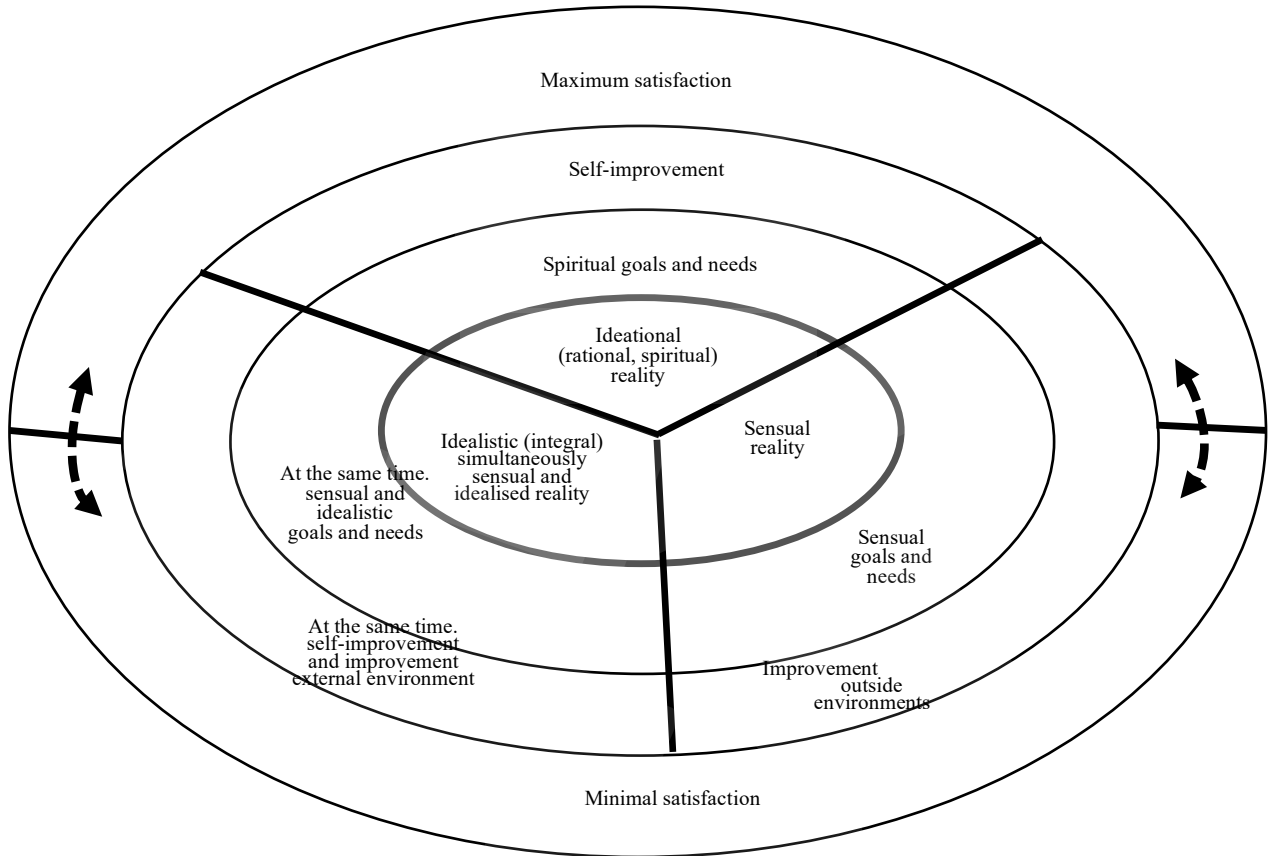 Maximum satisfaction
Self-improvement
Spiritual goals and needs
Ideational
(rational, spiritual)
reality
Sensual
reality
Idealistic (integral)
simultaneously
sensual and
idealised reality
At the same time.
sensual and
idealistic
goals and needs
Sensual
goals and
needs
At the same time.
self-improvement
and improvement
external environment
Improvement
outside
environments
Minimal satisfaction